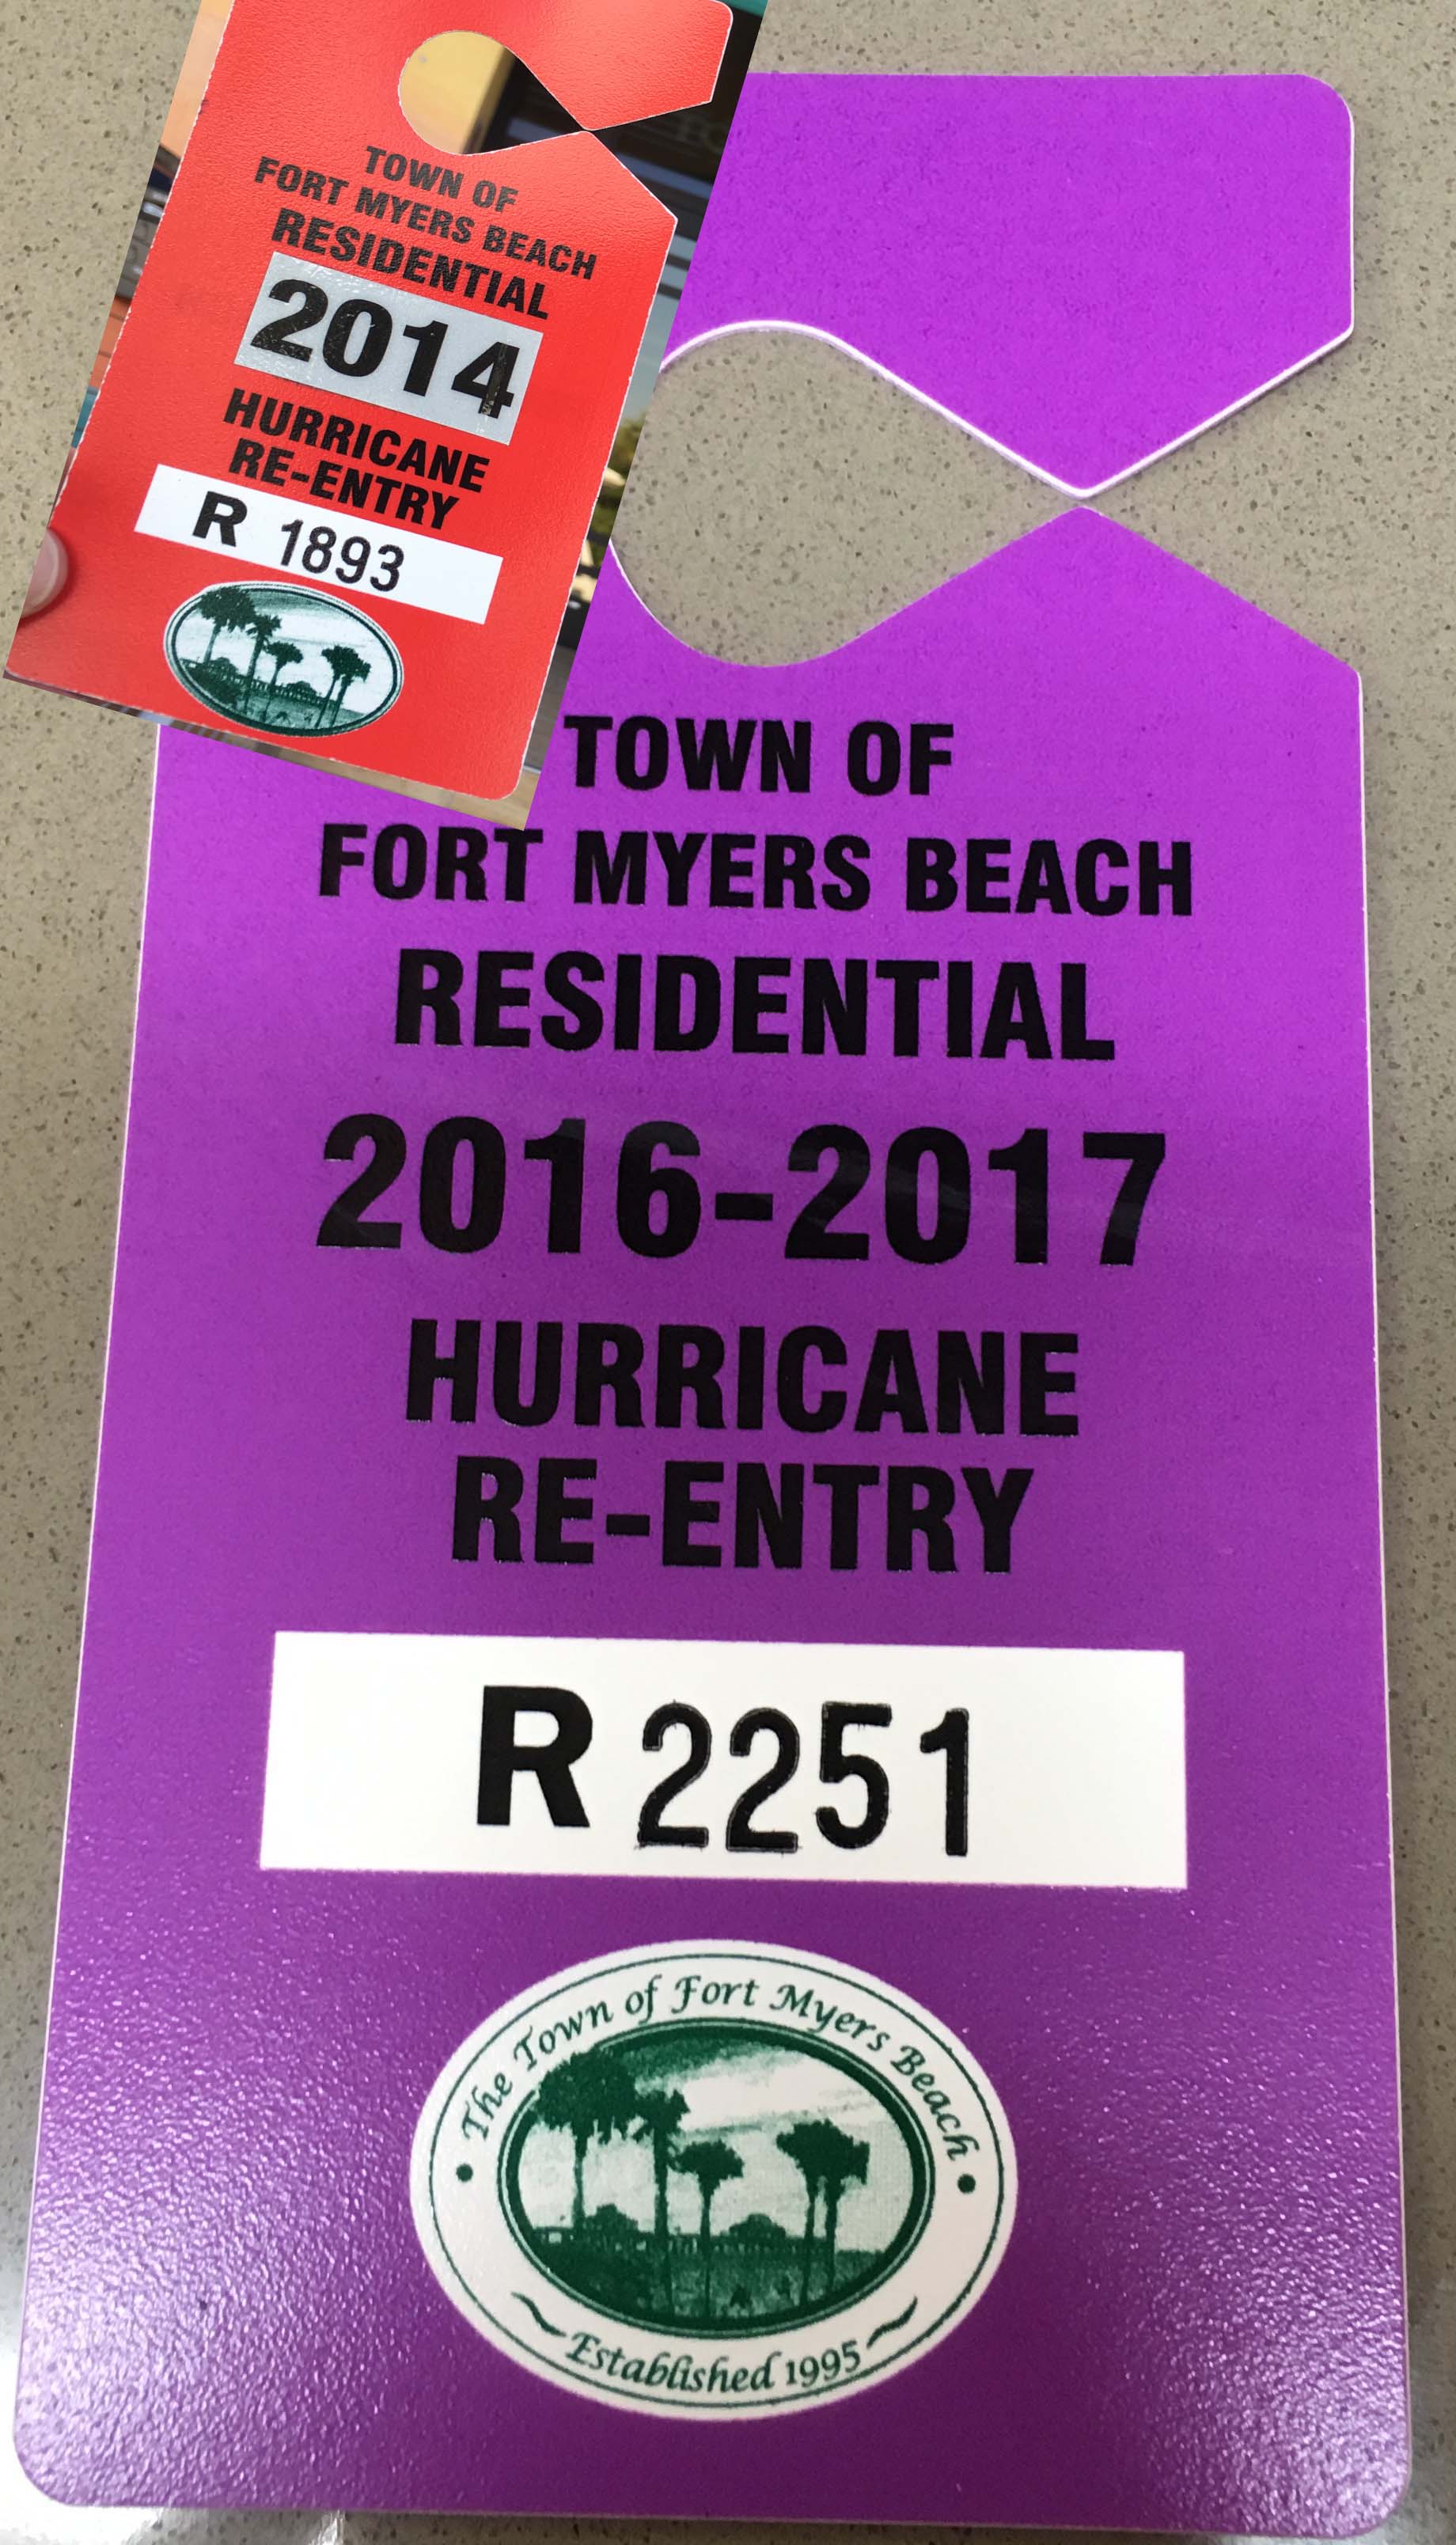 TOWN OF
FORT MYERS BEACH
RESIDENTIAL
2014
HURRICANE
RE-ENTRY
R 1893
TOWN OF
FORT MYERS BEACH
RESIDENTIAL
2016-2017
HURRICANE
RE-ENTRY
R 2251
The Town of Fort Myers Beach
Established 1995